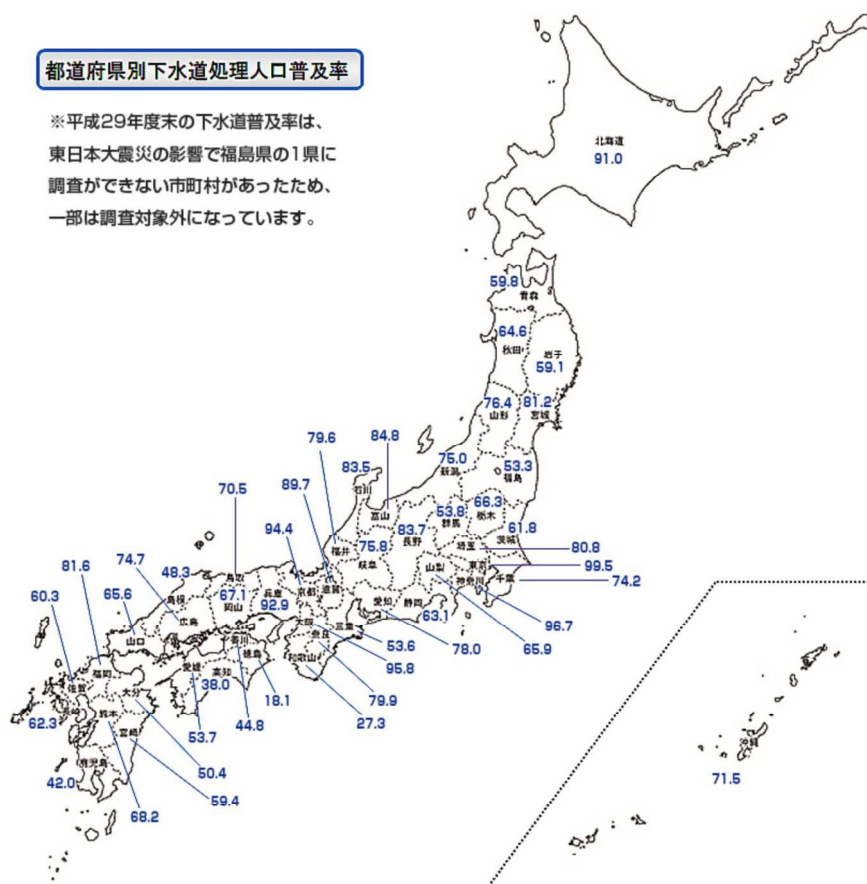 都道府県別下水道処理人口普及率
※平成29年度末の下水道普及率は、
東日本大震災の影響で福島県の1県に
調査ができない市町村があったため、
一部は調査対象外になっています。
北海道
91.0
59.8
青森
64.6
秋田
岩手
59.1
76.4
山形
81.2
宮城
79.6
84.8
75.0
新潟
53.3
福島
83.5
石川
70.5
89.7
富山
66.3
栃木
53.8
群馬
83.7
長野
61.8
茨城
94.4
福井
75.8
岐阜
埼玉
80.8
81.6
74.7
48.3
鳥取
山梨
東京
99.5
60.3
65.6
島根
67.1
岡山
兵庫
92.9
京都
滋賀
神奈川
千葉
74.2
愛知
静岡
63.1
広島
96.7
山口
香川
大阪
奈良
三重
53.6
78.0
65.9
福岡
愛媛
徳島
和歌山
95.8
佐賀
大分
高知
38.0
79.9
長崎
62.3
熊本
18.1
27.3
44.8
宮崎
53.7
沖縄
鹿児島
50.4
71.5
42.0
59.4
68.2